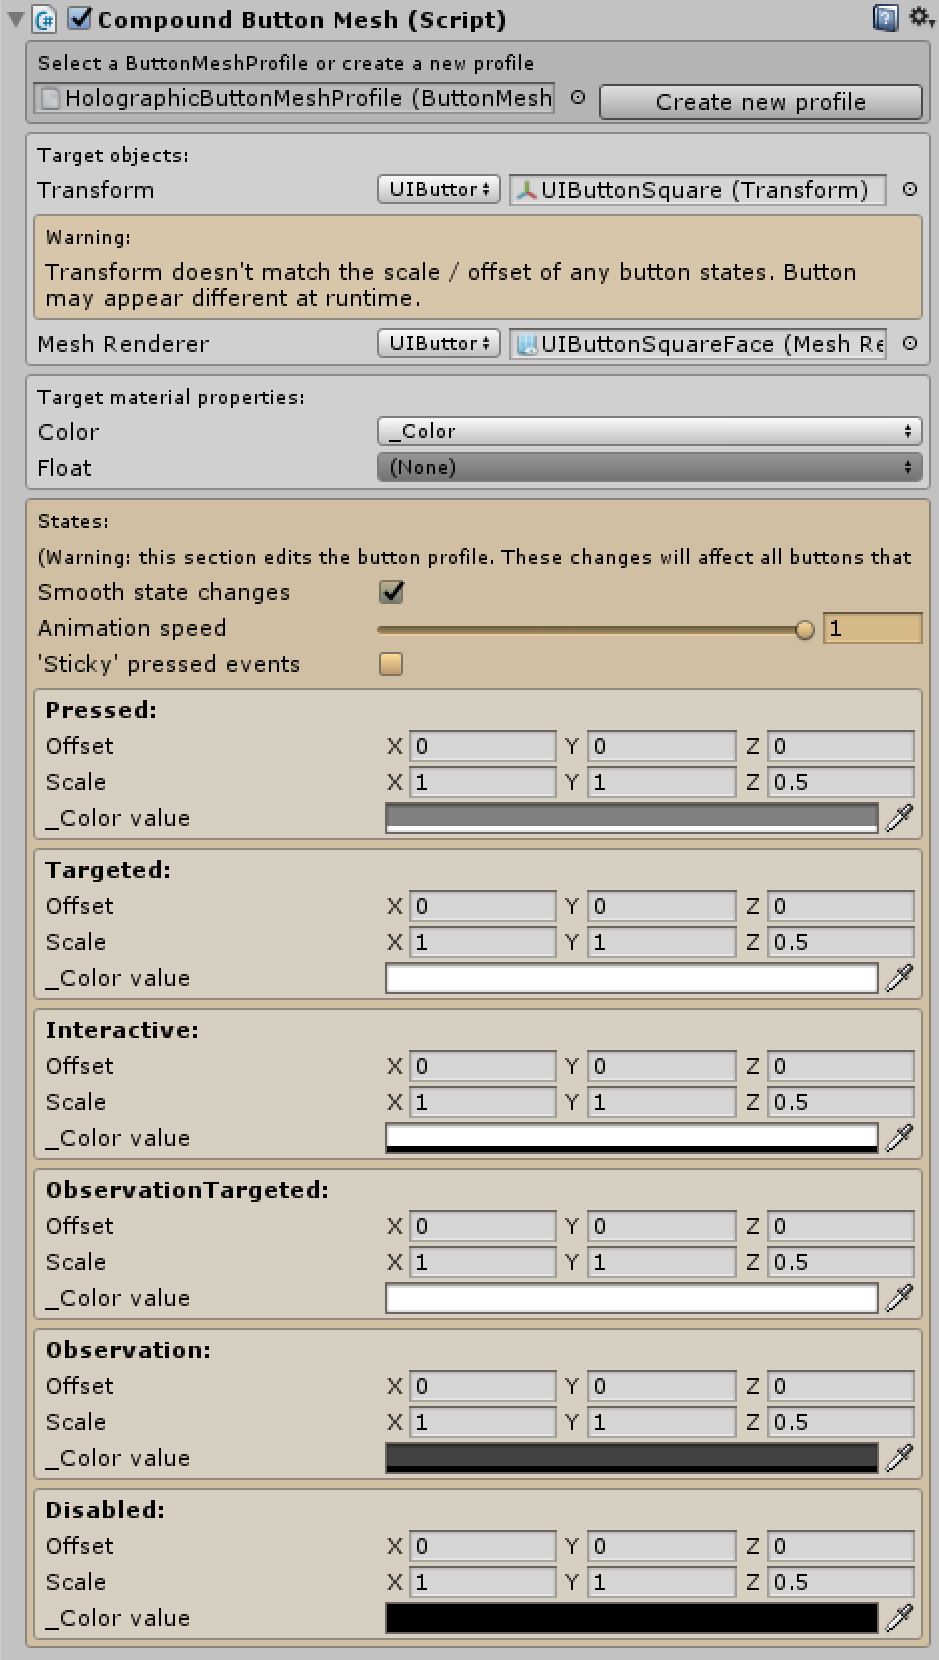 Compound Button Mesh (Script)
Select a ButtonMeshProfile or create a new profile
HolographicButtonMeshProfile (ButtonMesh
Create new profile
Target objects:
Transform UIButtor UIButtonSquare (Transform)
Warning:
Transform doesn't match the scale / offset of any button states. Button
may appear different at runtime.
Mesh Renderer UIButtor UIButtonSquareFace (Mesh Re
Target material properties:
Color _Color
Float (None)
States:
(Warning: this section edits the button profile. These changes will affect all buttons that
Smooth state changes
Animation speed 1
'Sticky' pressed events
Pressed:
Offset X 0 Y 0 Z 0
Scale X 1 Y 1 Z 0.5
_Color value
Targeted:
Offset X 0 Y 0 Z 0
Scale X 1 Y 1 Z 0.5
_Color value
Interactive:
Offset X 0 Y 0 Z 0
Scale X 1 Y 1 Z 0.5
_Color value
ObservationTargeted:
Offset X 0 Y 0 Z 0
Scale X 1 Y 1 Z 0.5
_Color value
Observation:
Offset X 0 Y 0 Z 0
Scale X 1 Y 1 Z 0.5
_Color value
Disabled:
Offset X 0 Y 0 Z 0
Scale X 1 Y 1 Z 0.5
_Color value